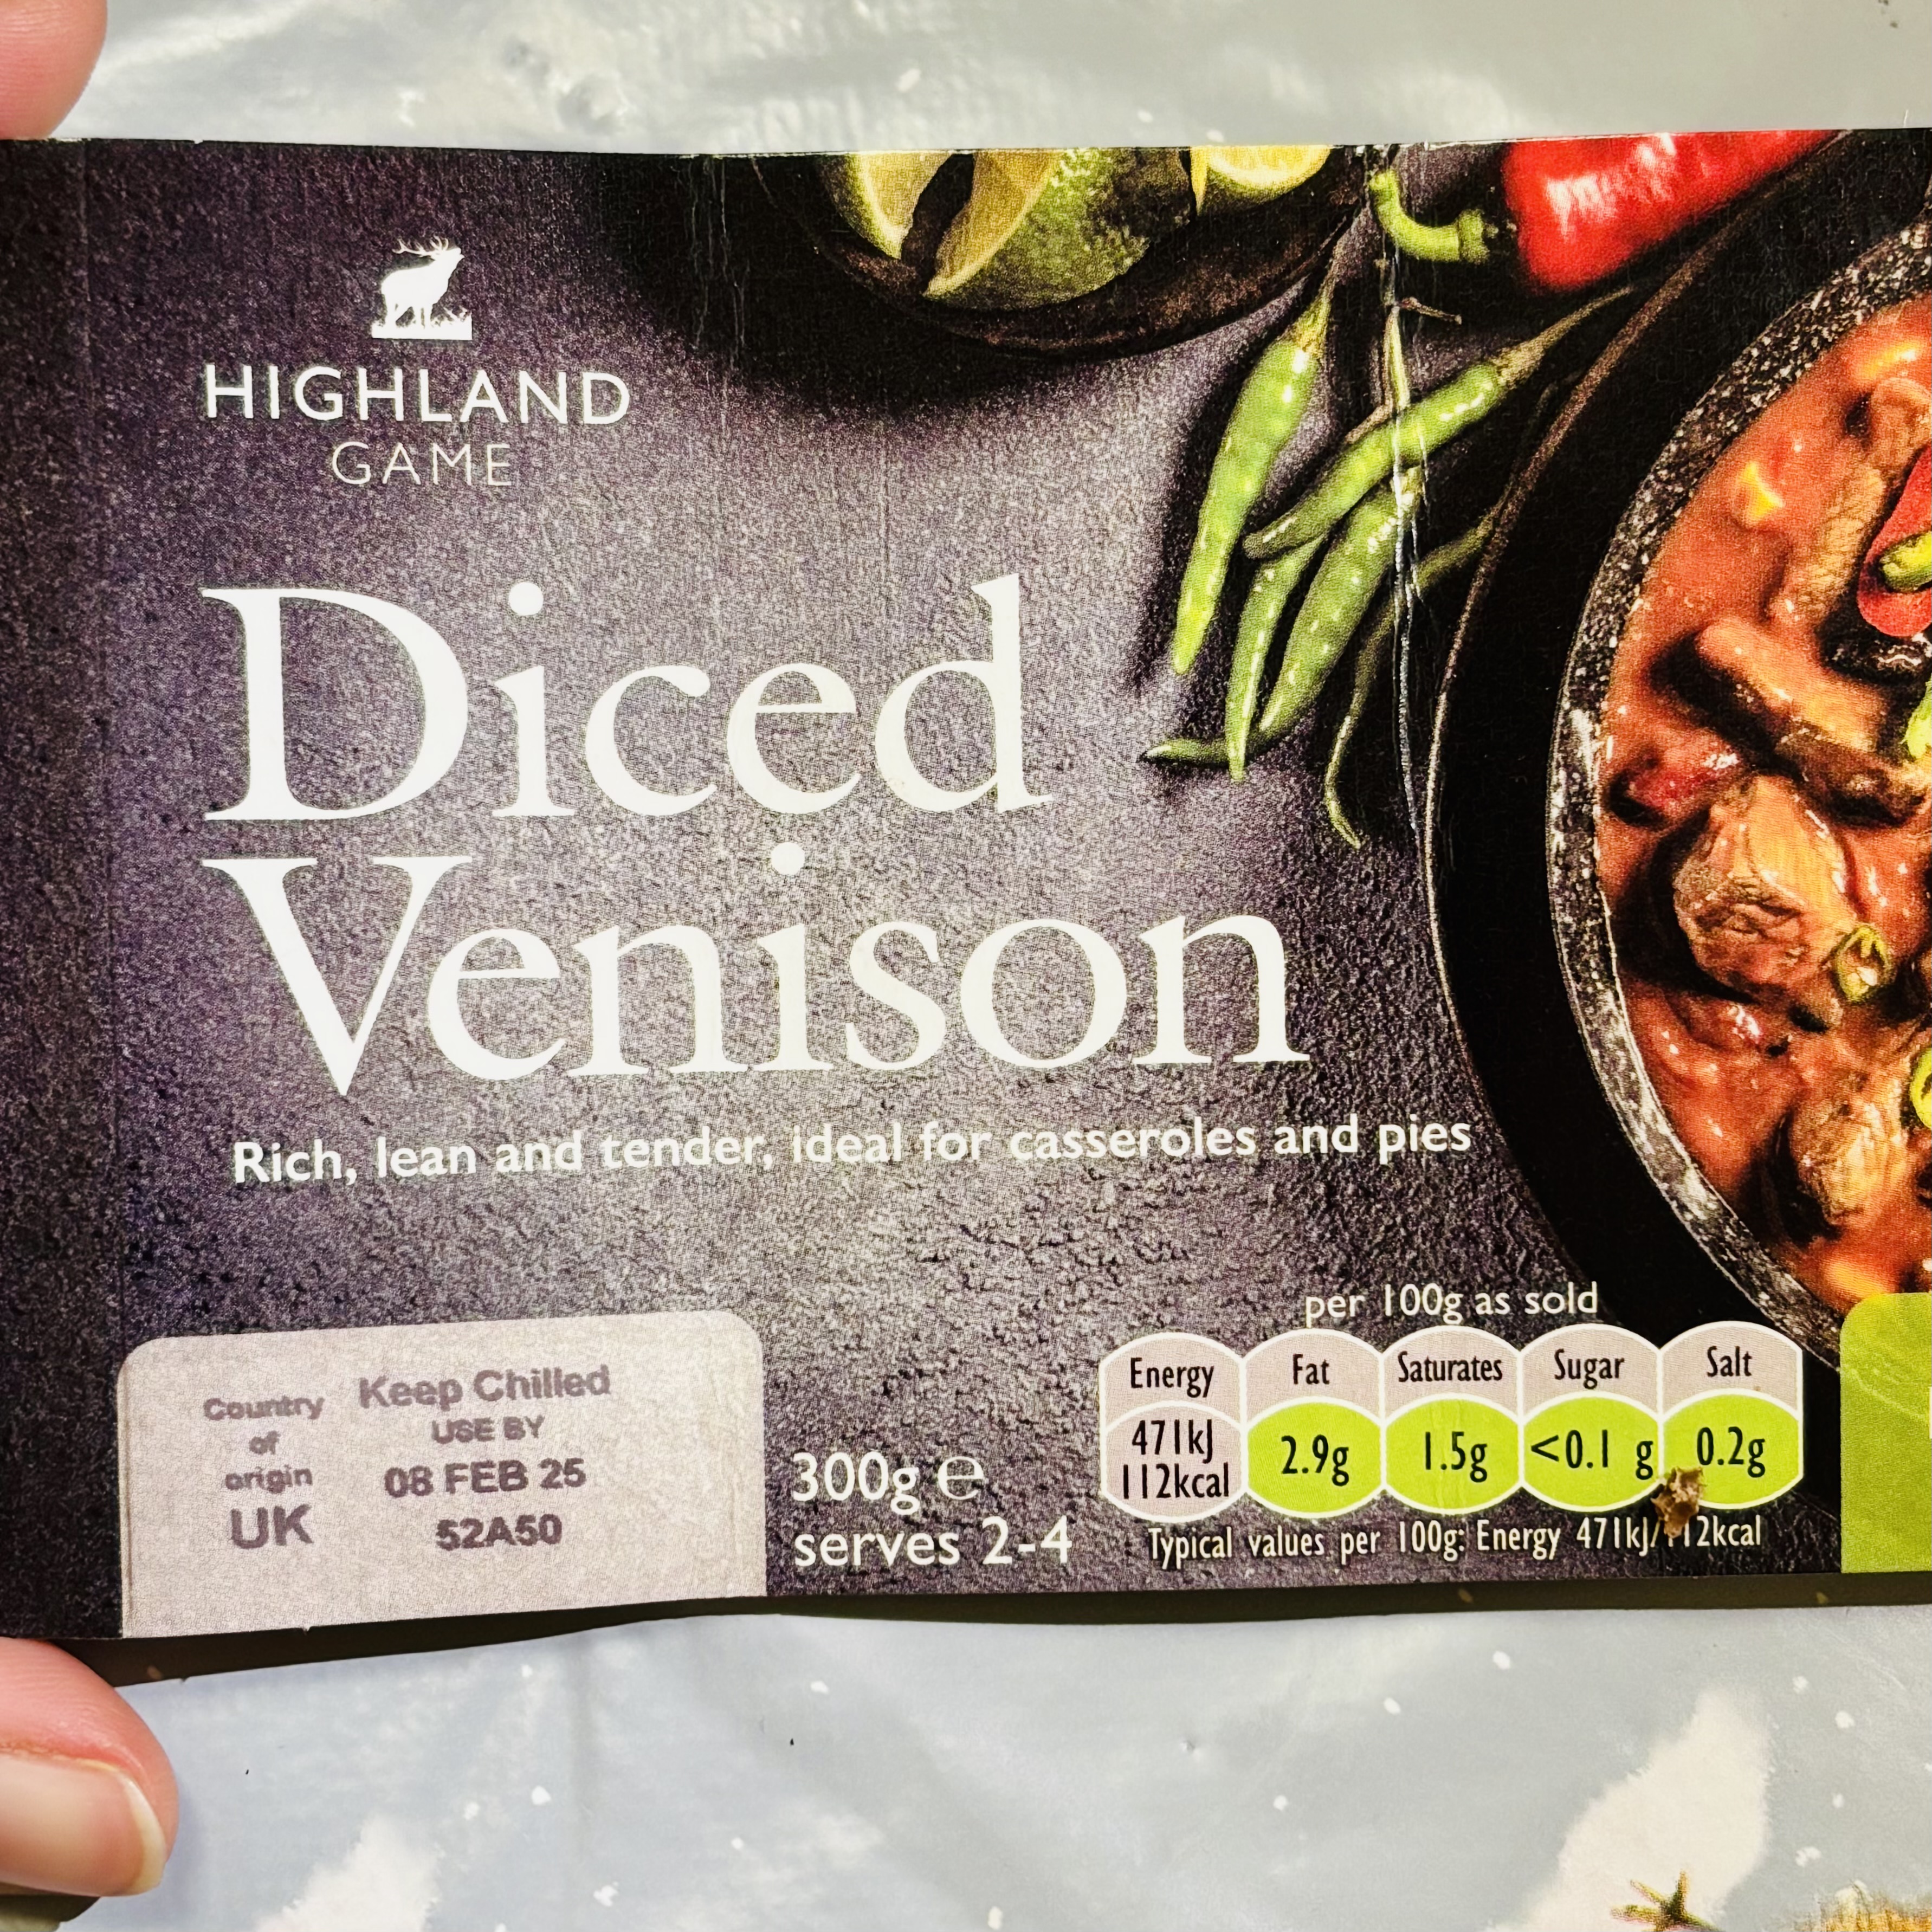 HIGHLAND
GAME
Diced
Venison
Rich, lean and tender, ideal for casseroles and pies
Country
of
origin
UK
Keep Chilled
USE BY
08 FEB 25
52A50
300g ℮
serves 2-4
per 100g as sold
Energy Fat Saturates Sugar Salt
471kJ
112kcal
2.9g 1.5g <0.1 g 0.2g
Typical values per 100g: Energy 471kJ/112kcal